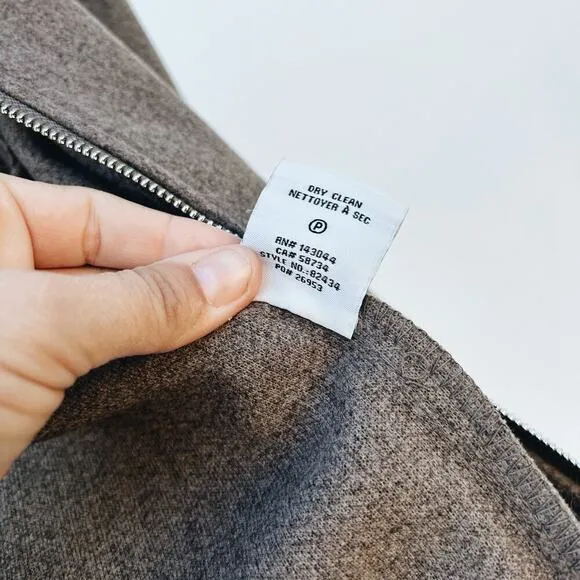 DRY CLEAN
NETTOYER À SEC
P
RN# 143044
CA# 58734
STYLE NO.:82434
PO# 26953